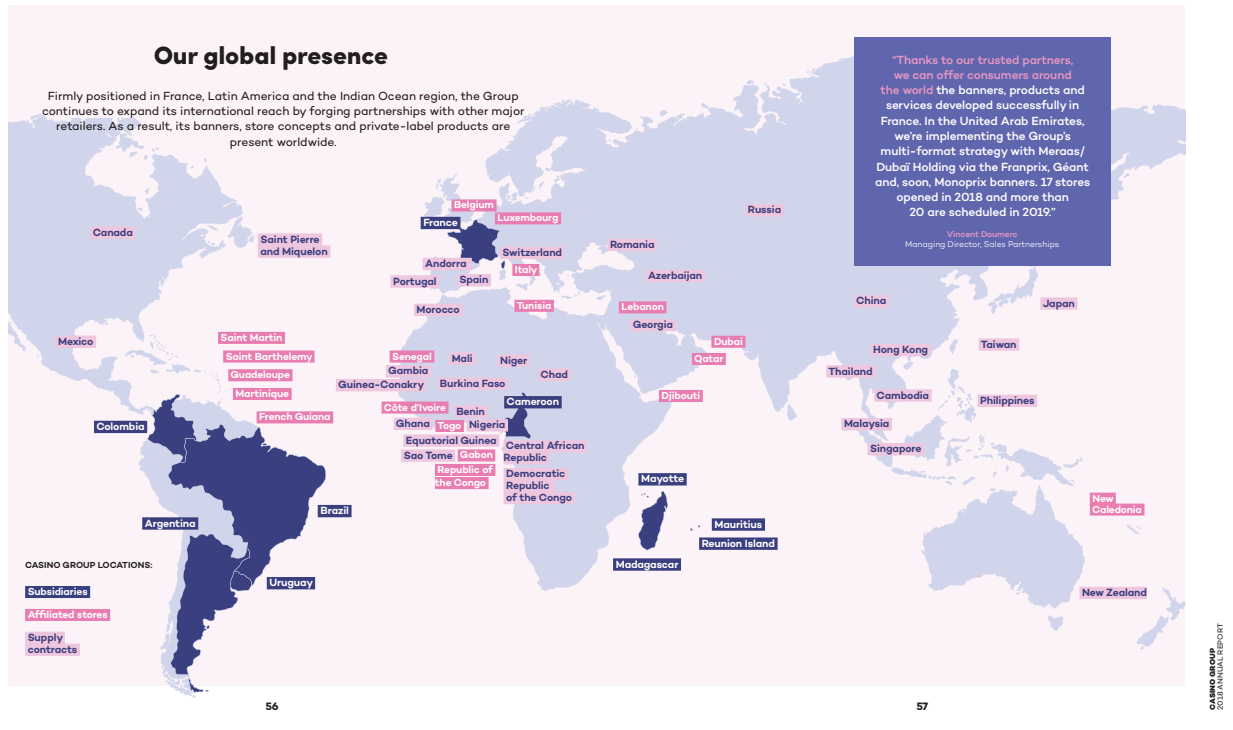 Our global presence
Firmly positioned in France, Latin America and the Indian Ocean region, the Group
continues to expand its international reach by forging partnerships with other major
retailers. As a result, its banners, store concepts and private-label products are
present worldwide.
“Thanks to our trusted partners,
we can offer consumers around
the world the banners, products and
services developed successfully in
France. In the United Arab Emirates,
we’re implementing the Group’s
multi-format strategy with Meraas/
Dubaï Holding via the Franprix, Géant
and, soon, Monoprix banners. 17 stores
opened in 2018 and more than
20 are scheduled in 2019.”
Vincent Doumerc
Managing Director, Sales Partnerships
Canada
Saint Pierre
and Miquelon
Mexico
Saint Martin
Saint Barthelemy
Guadeloupe
Martinique
French Guiana
Colombia
Brazil
Argentina
Uruguay
Belgium
Luxembourg
France
Switzerland
Andorra
Italy
Portugal
Spain
Morocco
Tunisia
Romania
Russia
Azerbaijan
Lebanon
Georgia
Dubai
Qatar
Djibouti
Senegal
Mali
Niger
Gambia
Chad
Guinea-Conakry
Burkina Faso
Cameroon
Côte d’Ivoire
Benin
Ghana
Togo
Nigeria
Equatorial Guinea
Central African
Republic
Sao Tome
Gabon
Republic of
the Congo
Democratic
Republic
of the Congo
Mayotte
Mauritius
Reunion Island
Madagascar
China
Japan
Hong Kong
Taiwan
Thailand
Cambodia
Philippines
Malaysia
Singapore
New
Caledonia
New Zealand
CASINO GROUP LOCATIONS:
Subsidiaries
Affiliated stores
Supply
contracts
56
57
CASINO GROUP
2018 ANNUAL REPORT